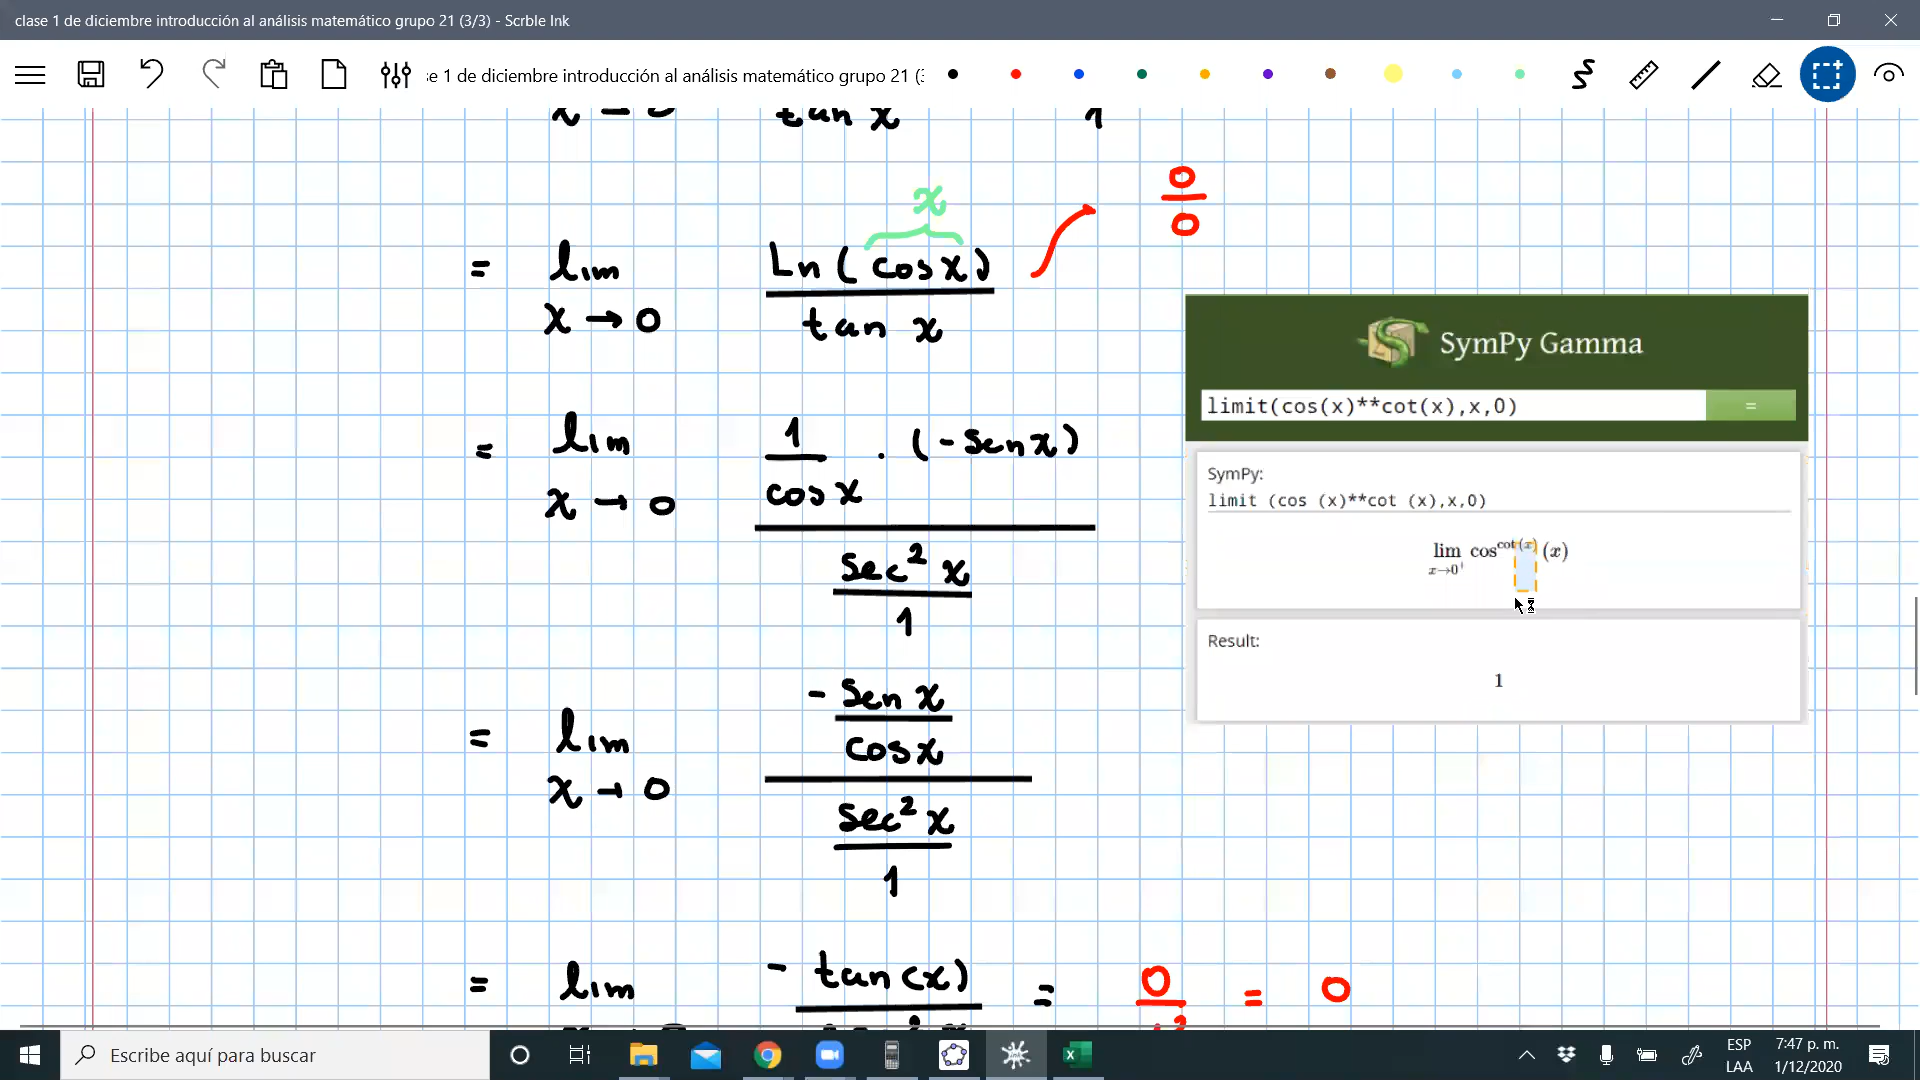 clase 1 de diciembre introducción al análisis matemático grupo 21 (3/3) - Scrble Ink
se 1 de diciembre introducción al análisis matemático grupo 21 (3
x → 0 tan x 1
0
0
x
= lim Ln ( cos x )
x → 0 tan x
SymPy Gamma
limit(cos(x)**cot(x),x,0) =
= lim 1 . (- sen x)
x → 0 cos x
SymPy:
limit (cos (x)**cot (x),x,0)
lim cos^cot(x) (x)
x→0+
sec² x
1
Result:
1
- sen x
= lim cos x
x → 0
sec² x
1
= lim - tan(x) = 0 = 0
Escribe aquí para buscar
ESP
LAA
7:47 p. m.
1/12/2020